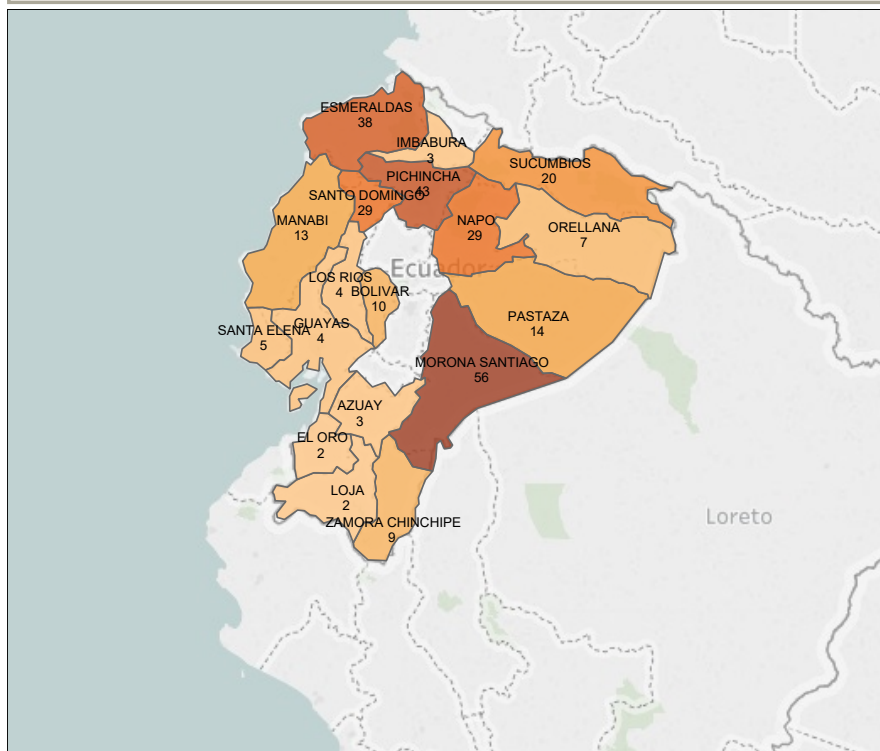 ESMERALDAS
38
IMBABURA
3
SUCUMBIOS
20
PICHINCHA
43
SANTO DOMINGO
29
MANABI
13
NAPO
29
ORELLANA
7
Ecuador
LOS RIOS
4
BOLIVAR
10
GUAYAS
4
SANTA ELENA
5
PASTAZA
14
MORONA SANTIAGO
56
AZUAY
3
EL ORO
2
LOJA
2
ZAMORA CHINCHIPE
9
Loreto